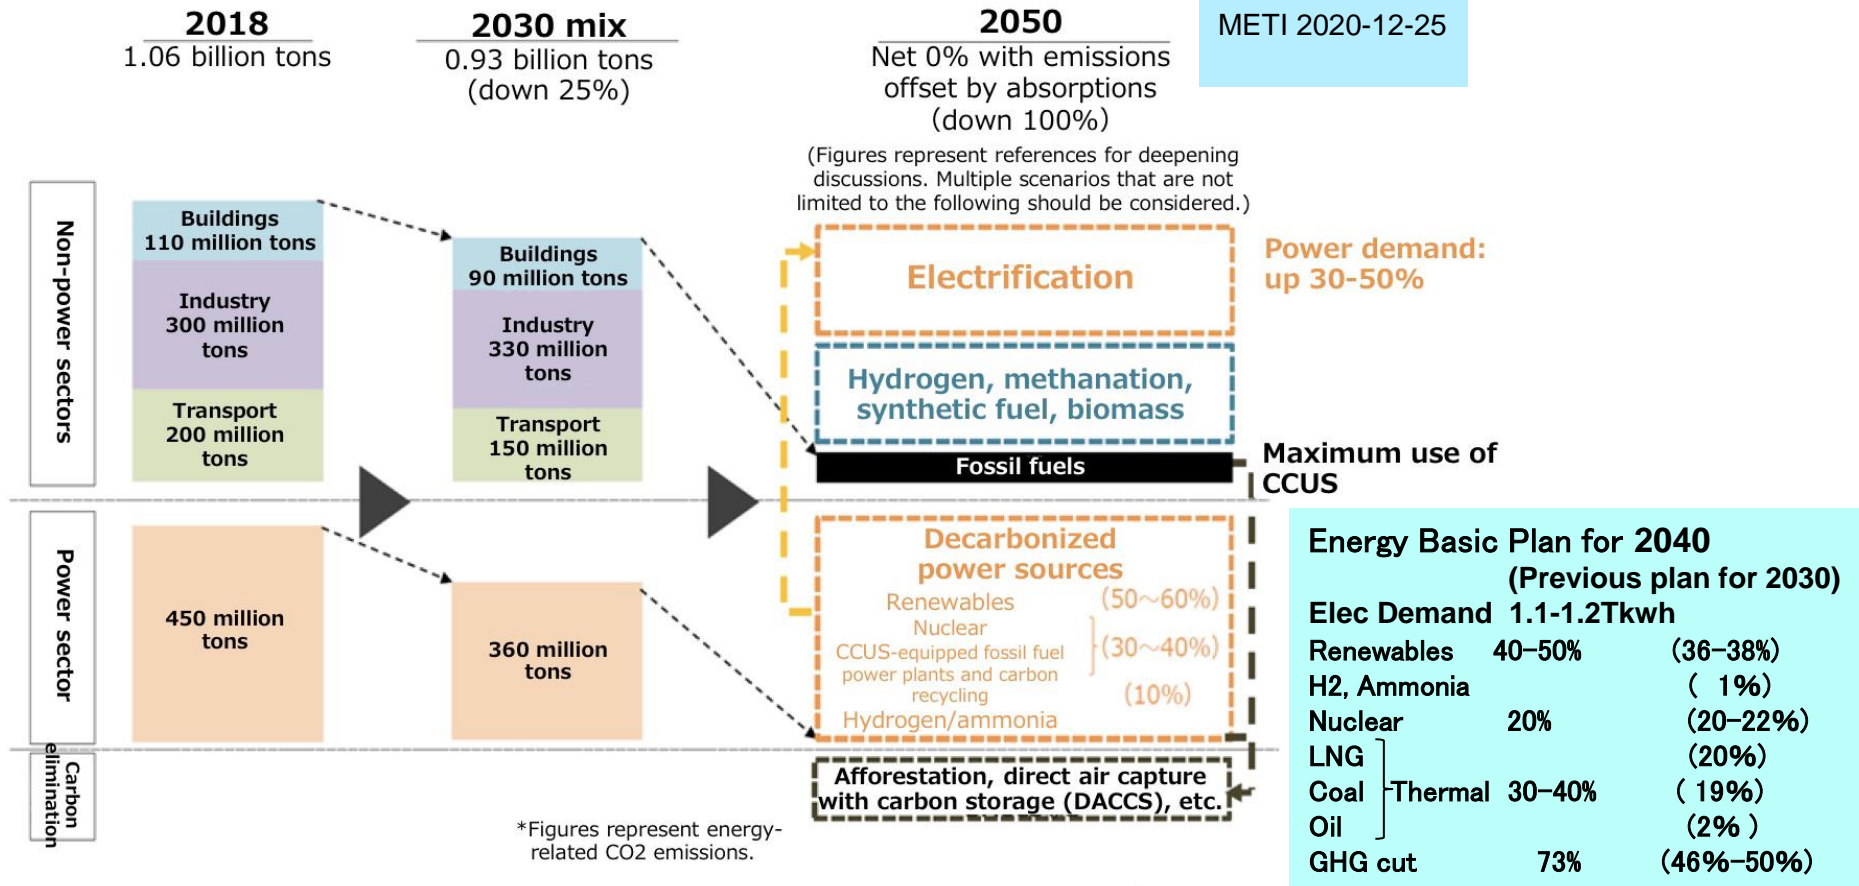 2018
1.06 billion tons
2030 mix
0.93 billion tons
(down 25%)
2050
Net 0% with emissions
offset by absorptions
(down 100%)
(Figures represent references for deepening
discussions. Multiple scenarios that are not
limited to the following should be considered.)
METI 2020-12-25
Non-power sectors
Buildings
110 million tons
Industry
300 million
tons
Transport
200 million
tons
Buildings
90 million tons
Industry
330 million
tons
Transport
150 million
tons
Electrification
Power demand:
up 30-50%
Hydrogen, methanation,
synthetic fuel, biomass
Fossil fuels
Maximum use of
CCUS
Power sector
450 million
tons
360 million
tons
Decarbonized
power sources
Renewables (50～60%)
Nuclear
CCUS-equipped fossil fuel (30～40%)
power plants and carbon
recycling (10%)
Hydrogen/ammonia
Carbon
elimination
Afforestation, direct air capture
with carbon storage (DACCS), etc.
*Figures represent energy-
related CO2 emissions.
Energy Basic Plan for 2040
(Previous plan for 2030)
Elec Demand 1.1-1.2Tkwh
Renewables 40-50% (36-38%)
H2, Ammonia ( 1%)
Nuclear 20% (20-22%)
LNG (20%)
Coal Thermal 30-40% ( 19%)
Oil (2% )
GHG cut 73% (46%-50%)